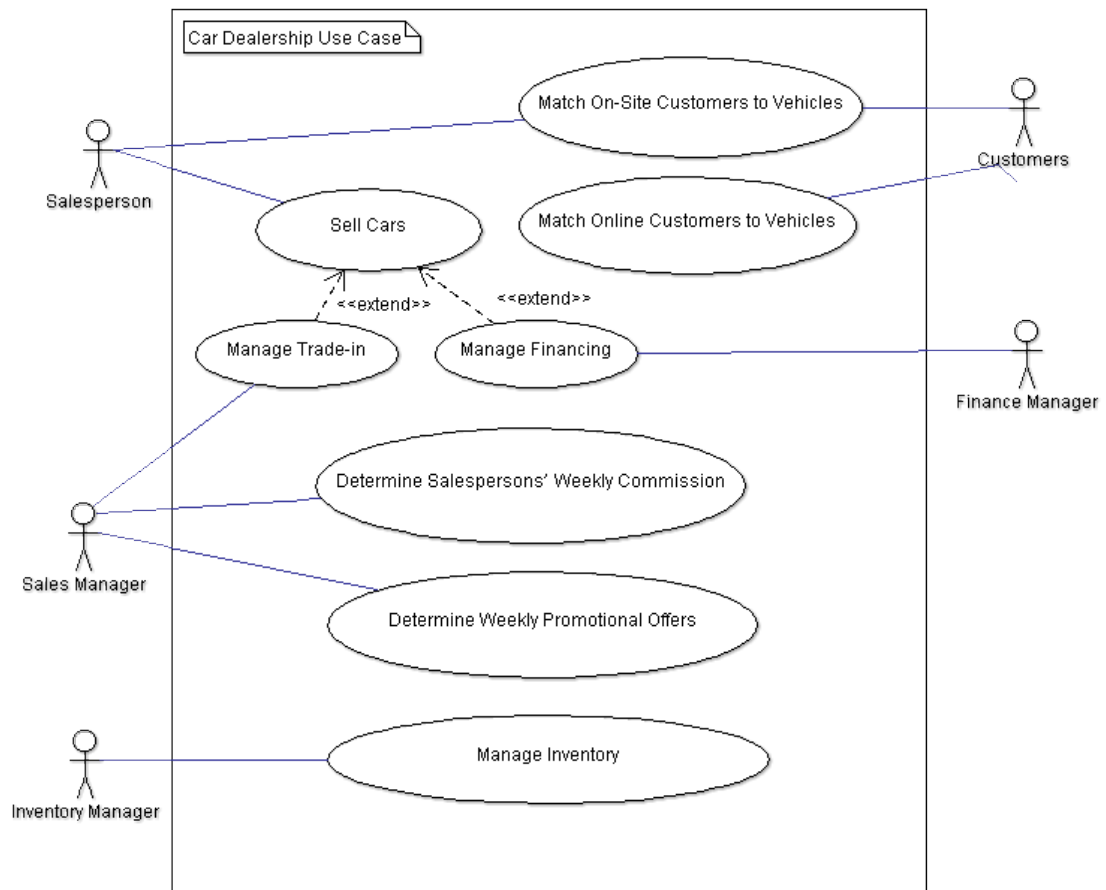 Car Dealership Use Case
Match On-Site Customers to Vehicles
Customers
Salesperson
Sell Cars
Match Online Customers to Vehicles
<<extend>>
<<extend>>
Manage Trade-in
Manage Financing
Finance Manager
Determine Salespersons’ Weekly Commission
Sales Manager
Determine Weekly Promotional Offers
Manage Inventory
Inventory Manager